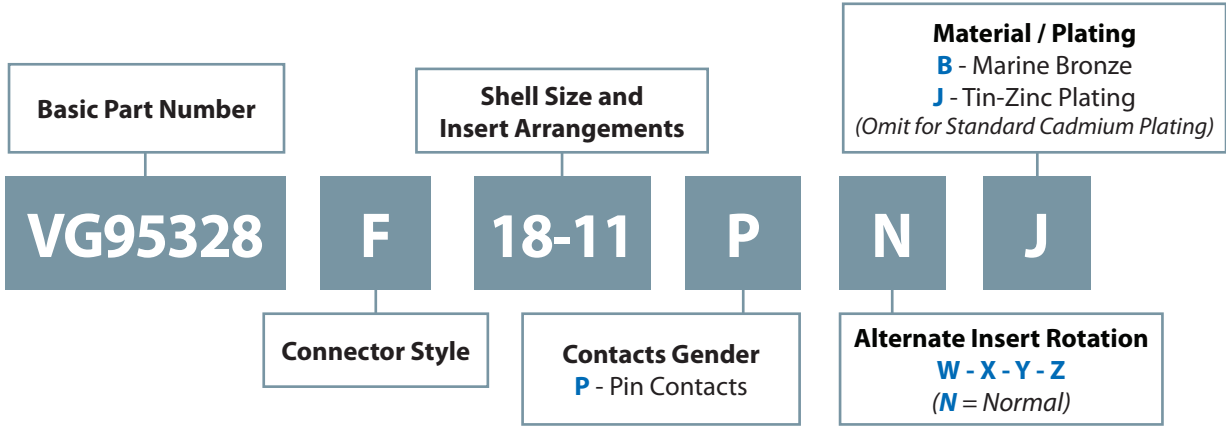 Material / Plating
B - Marine Bronze
J - Tin-Zinc Plating
(Omit for Standard Cadmium Plating)
Basic Part Number
Shell Size and
Insert Arrangements
VG95328 F 18-11 P N J
Connector Style
Contacts Gender
P - Pin Contacts
Alternate Insert Rotation
W - X - Y - Z
(N = Normal)